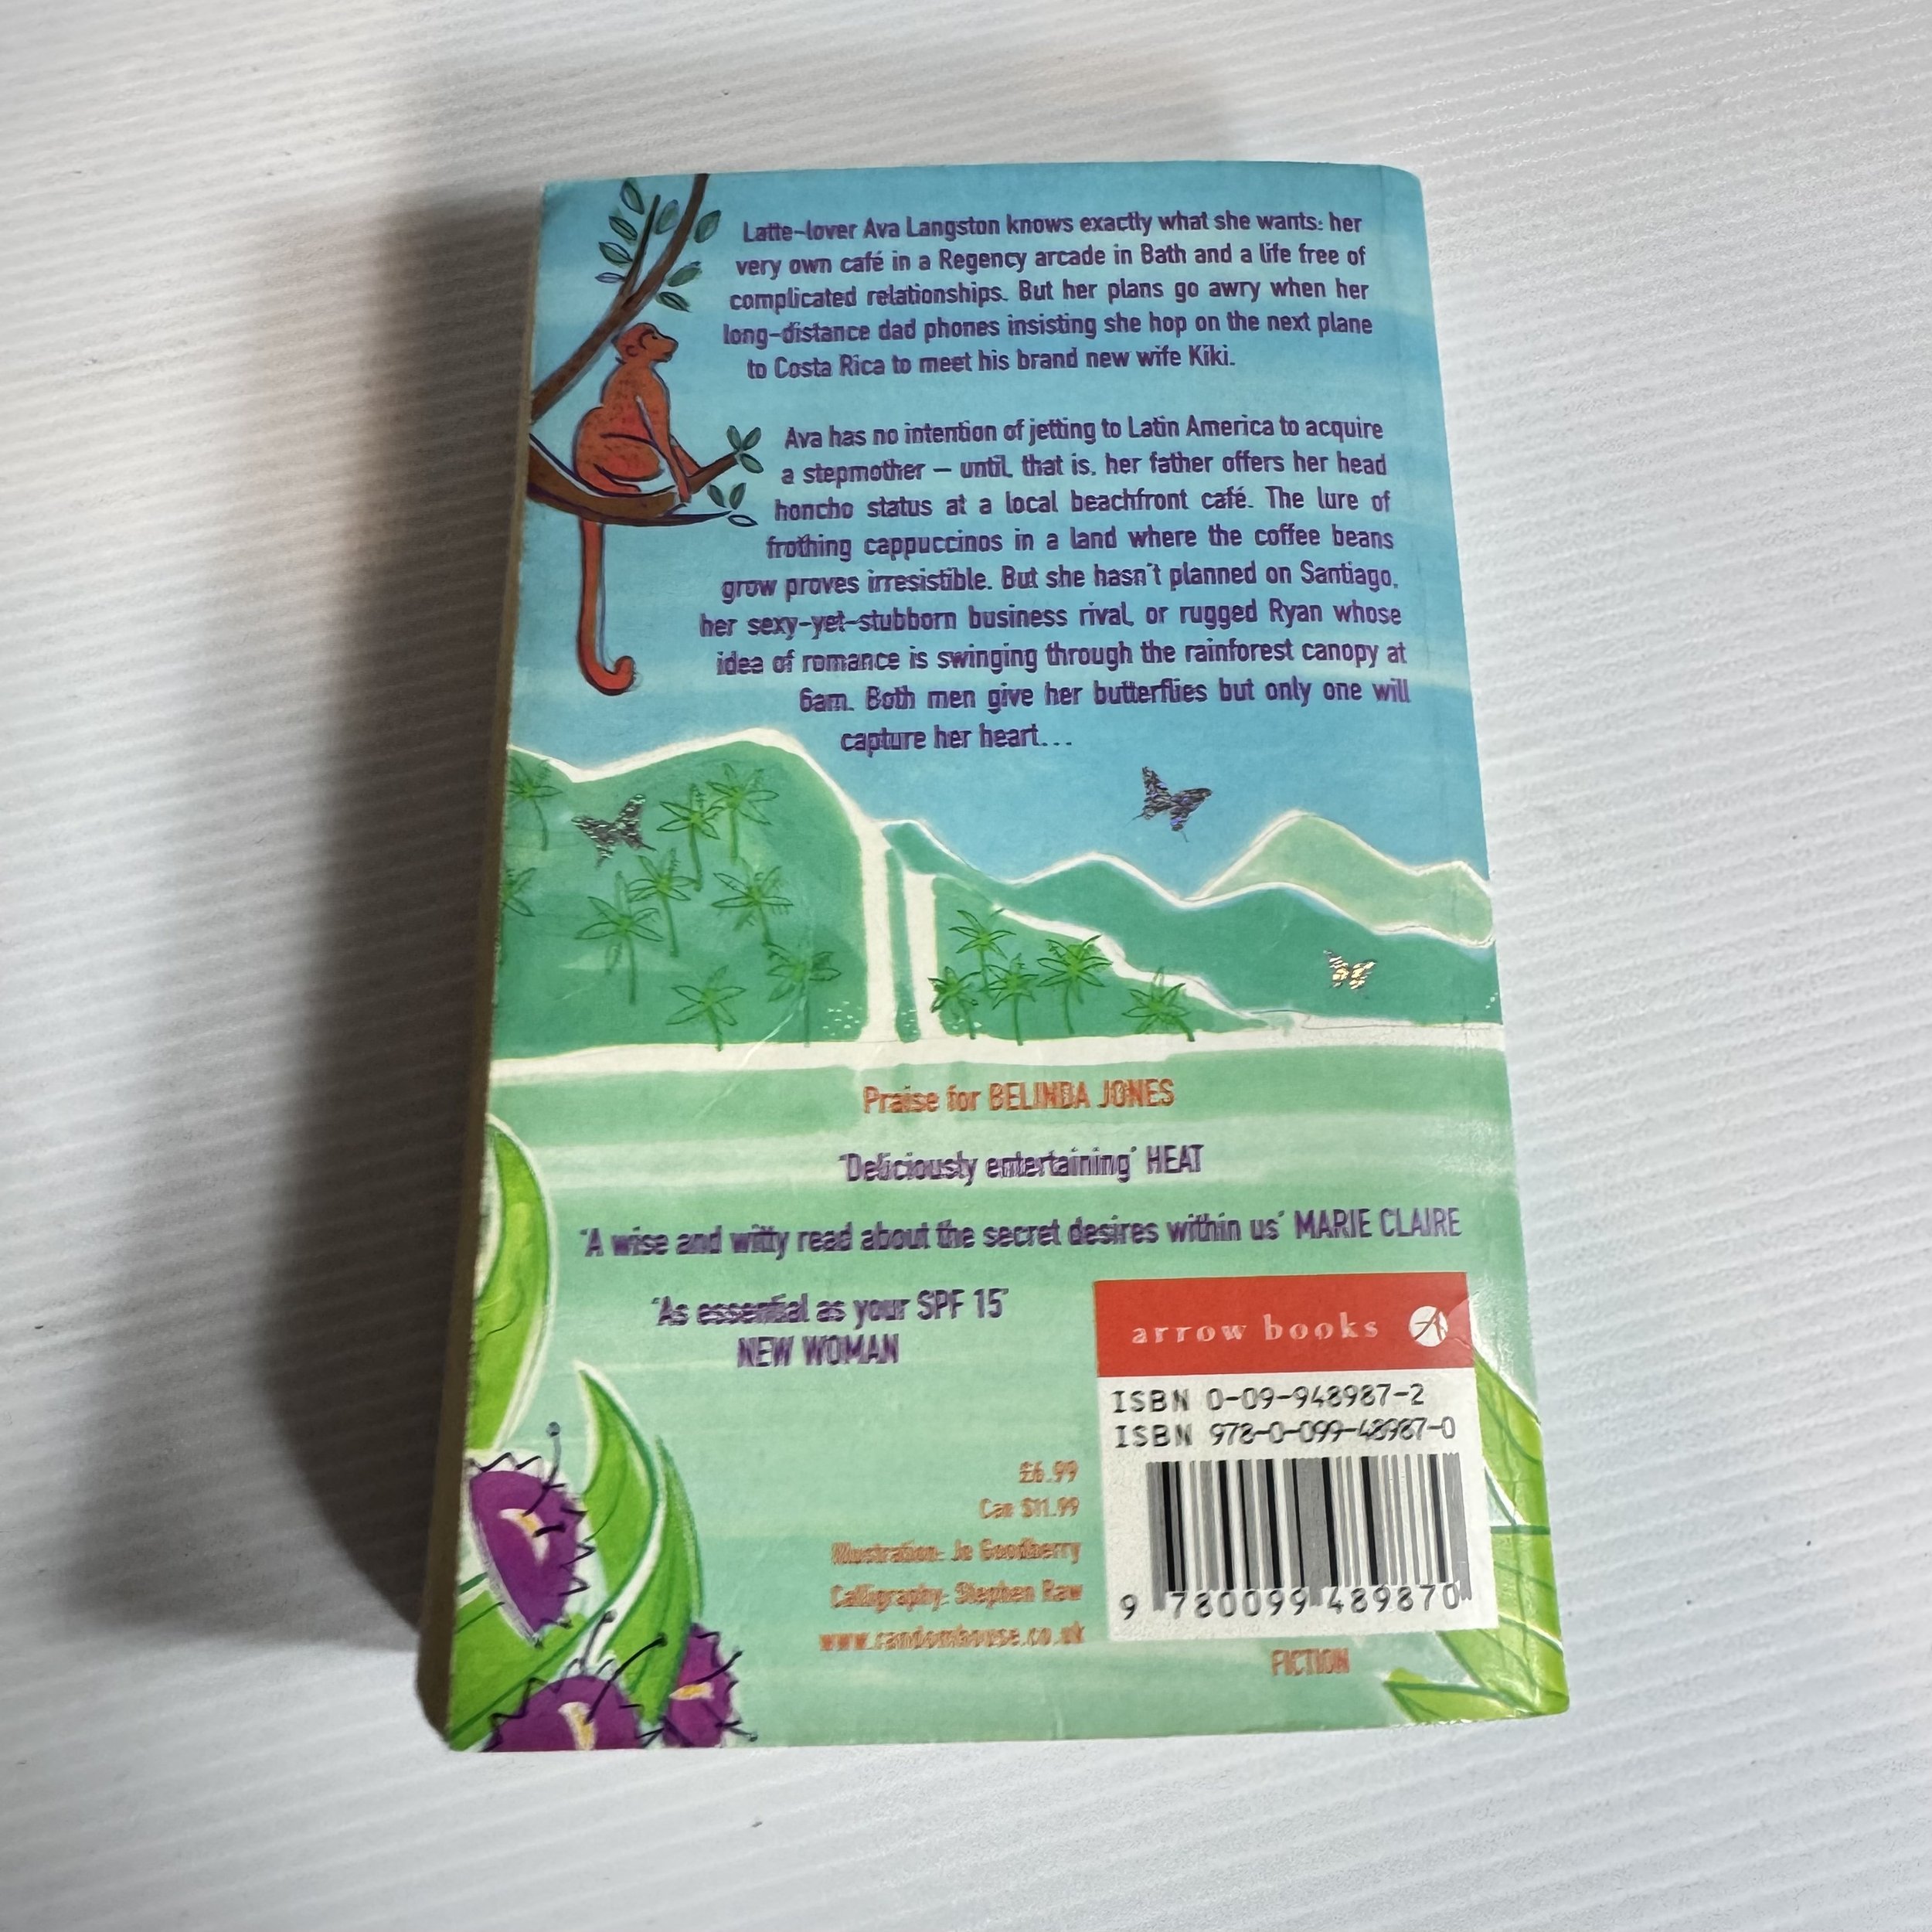 Latte-lover Ava Langston knows exactly what she wants: her
very own café in a Regency arcade in Bath and a life free of
complicated relationships. But her plans go awry when her
long-distance dad phones insisting she hop on the next plane
to Costa Rica to meet his brand new wife Kiki.
Ava has no intention of jetting to Latin America to acquire
a stepmother – until, that is, her father offers her head
honcho status at a local beachfront café. The lure of
frothing cappuccinos in a land where the coffee beans
grow proves irresistible. But she hasn't planned on Santiago,
her sexy-yet-stubborn business rival, or rugged Ryan whose
idea of romance is swinging through the rainforest canopy at
6am. Both men give her butterflies but only one will
capture her heart...
Praise for BELINDA JONES
'Deliciously entertaining' HEAT
'A wise and witty read about the secret desires within us' MARIE CLAIRE
'As essential as your SPF 15'
NEW WOMAN
arrow books A
ISBN 0-09-948987-2
ISBN 978-0-099-48987-0
£6.99
Can $11.99
Illustration: Jo Goodberry
Calligraphy: Stephen Raw
www.randomhouse.co.uk
9 780099 489870
FICTION